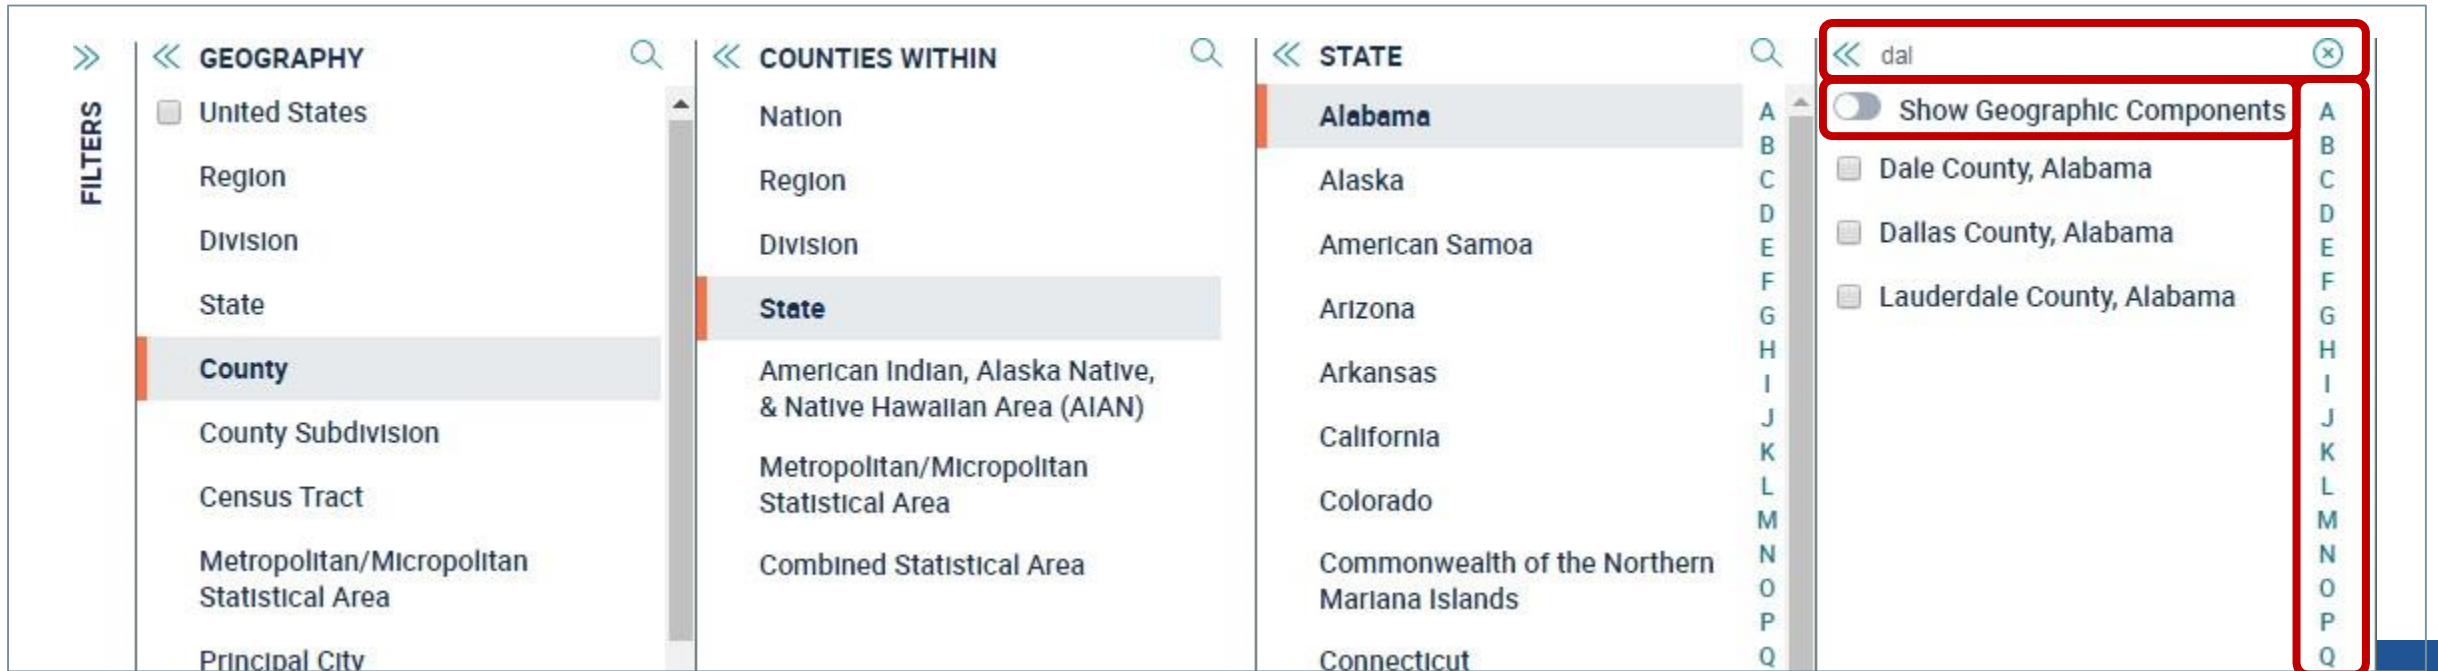 FILTERS
GEOGRAPHY
United States
Region
Division
State
County
County Subdivision
Census Tract
Metropolitan/Micropolitan
Statistical Area
Principal City
COUNTIES WITHIN
Nation
Region
Division
State
American Indian, Alaska Native,
& Native Hawaiian Area (AIAN)
Metropolitan/Micropolitan
Statistical Area
Combined Statistical Area
STATE
Alabama
Alaska
American Samoa
Arizona
Arkansas
California
Colorado
Commonwealth of the Northern
Mariana Islands
Connecticut
A
B
C
D
E
F
G
H
I
J
K
L
M
N
O
P
Q
dal
Show Geographic Components
Dale County, Alabama
Dallas County, Alabama
Lauderdale County, Alabama
A
B
C
D
E
F
G
H
I
J
K
L
M
N
O
P
Q